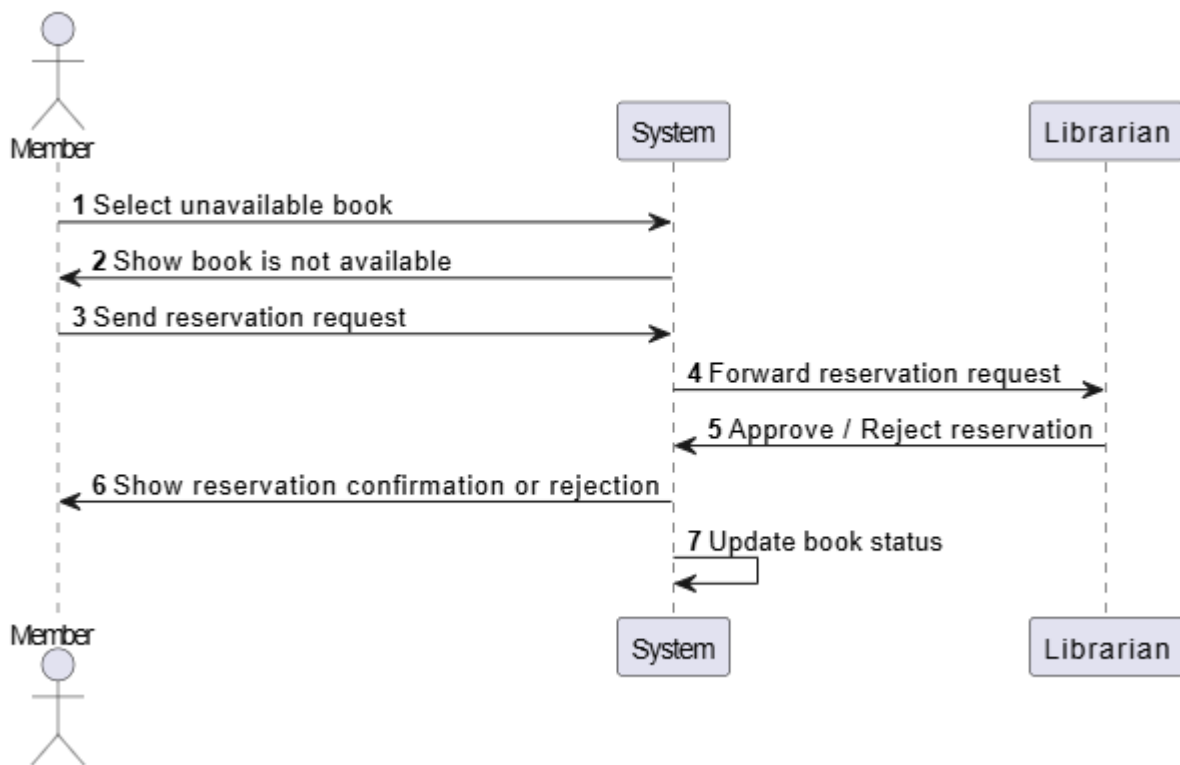 Member
System
Librarian
1 Select unavailable book
2 Show book is not available
3 Send reservation request
4 Forward reservation request
5 Approve / Reject reservation
6 Show reservation confirmation or rejection
7 Update book status
Member
System
Librarian